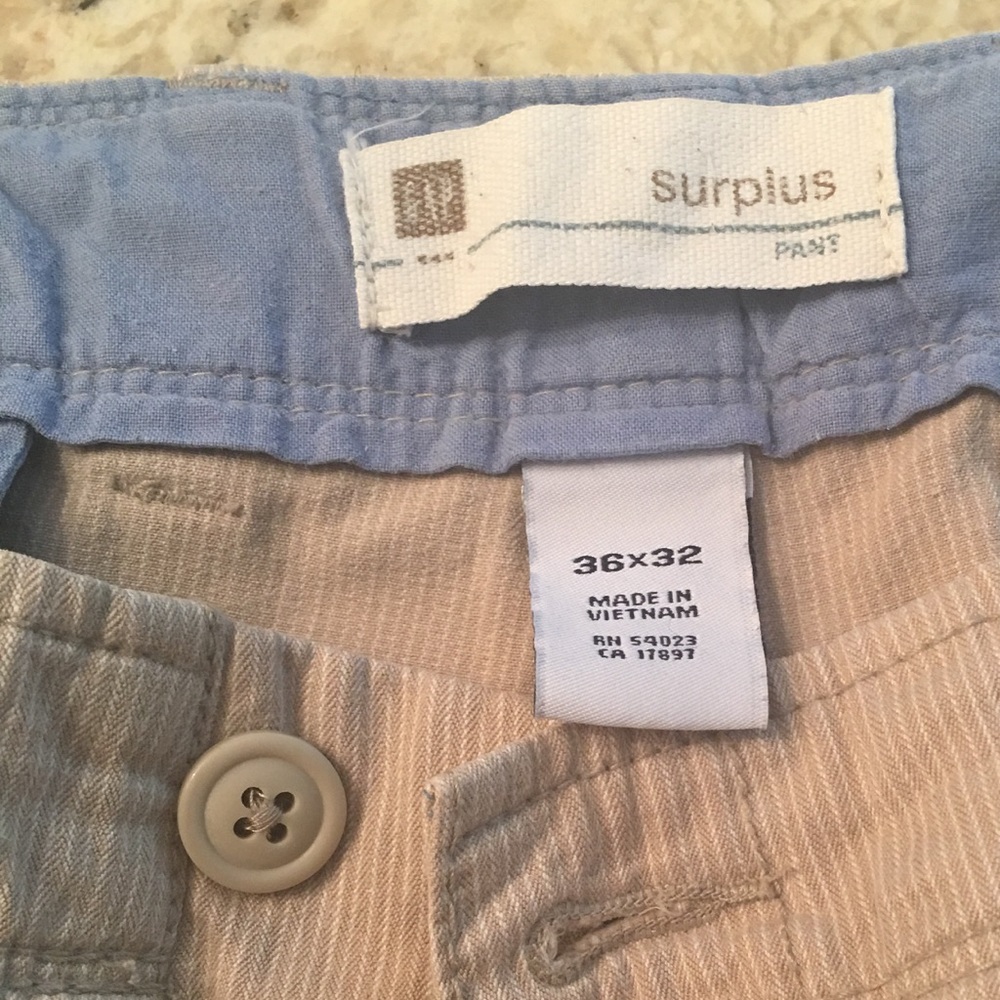 Surplus
PANT
36x32
MADE IN
VIETNAM
RN 54023
CA 17897